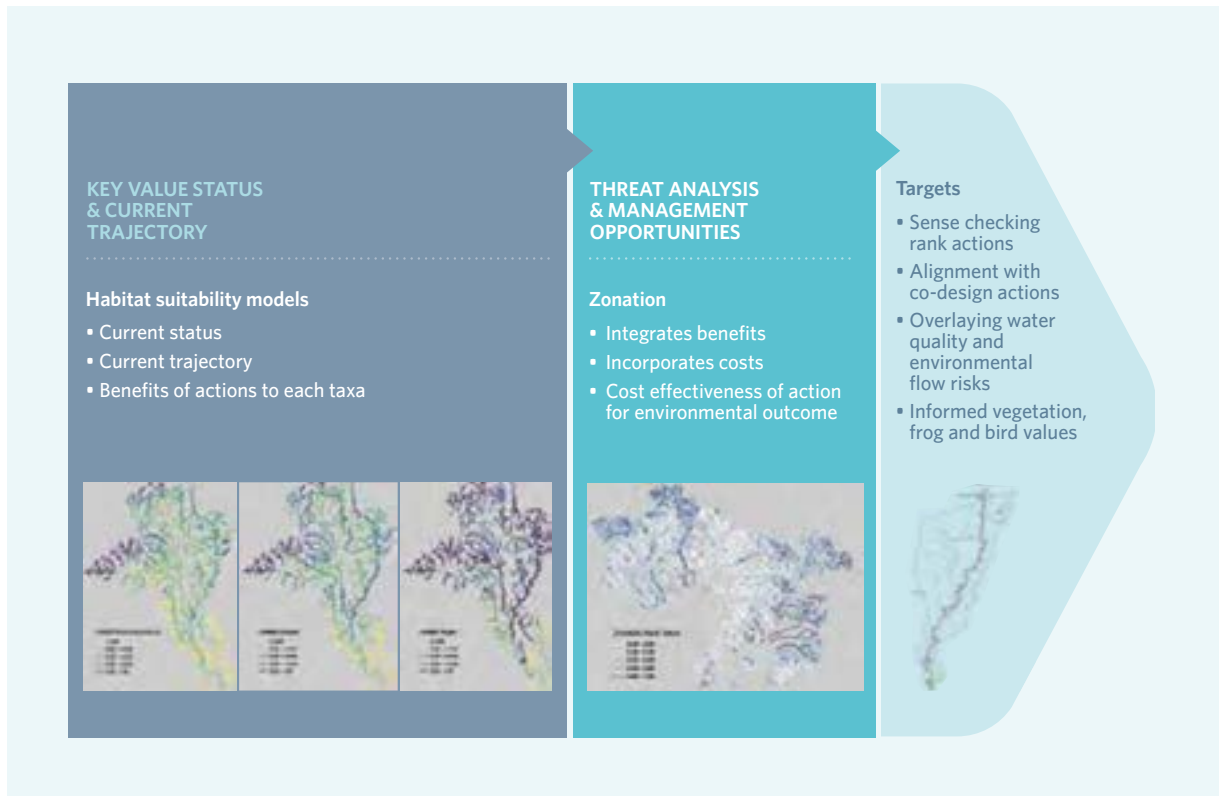 KEY VALUE STATUS
& CURRENT
TRAJECTORY
Habitat suitability models
▪ Current status
▪ Current trajectory
▪ Benefits of actions to each taxa
THREAT ANALYSIS
& MANAGEMENT
OPPORTUNITIES
Zonation
▪ Integrates benefits
▪ Incorporates costs
▪ Cost effectiveness of action
for environmental outcome
Targets
▪ Sense checking
rank actions
▪ Alignment with
co-design actions
▪ Overlaying water
quality and
environmental
flow risks
▪ Informed vegetation,
frog and bird values